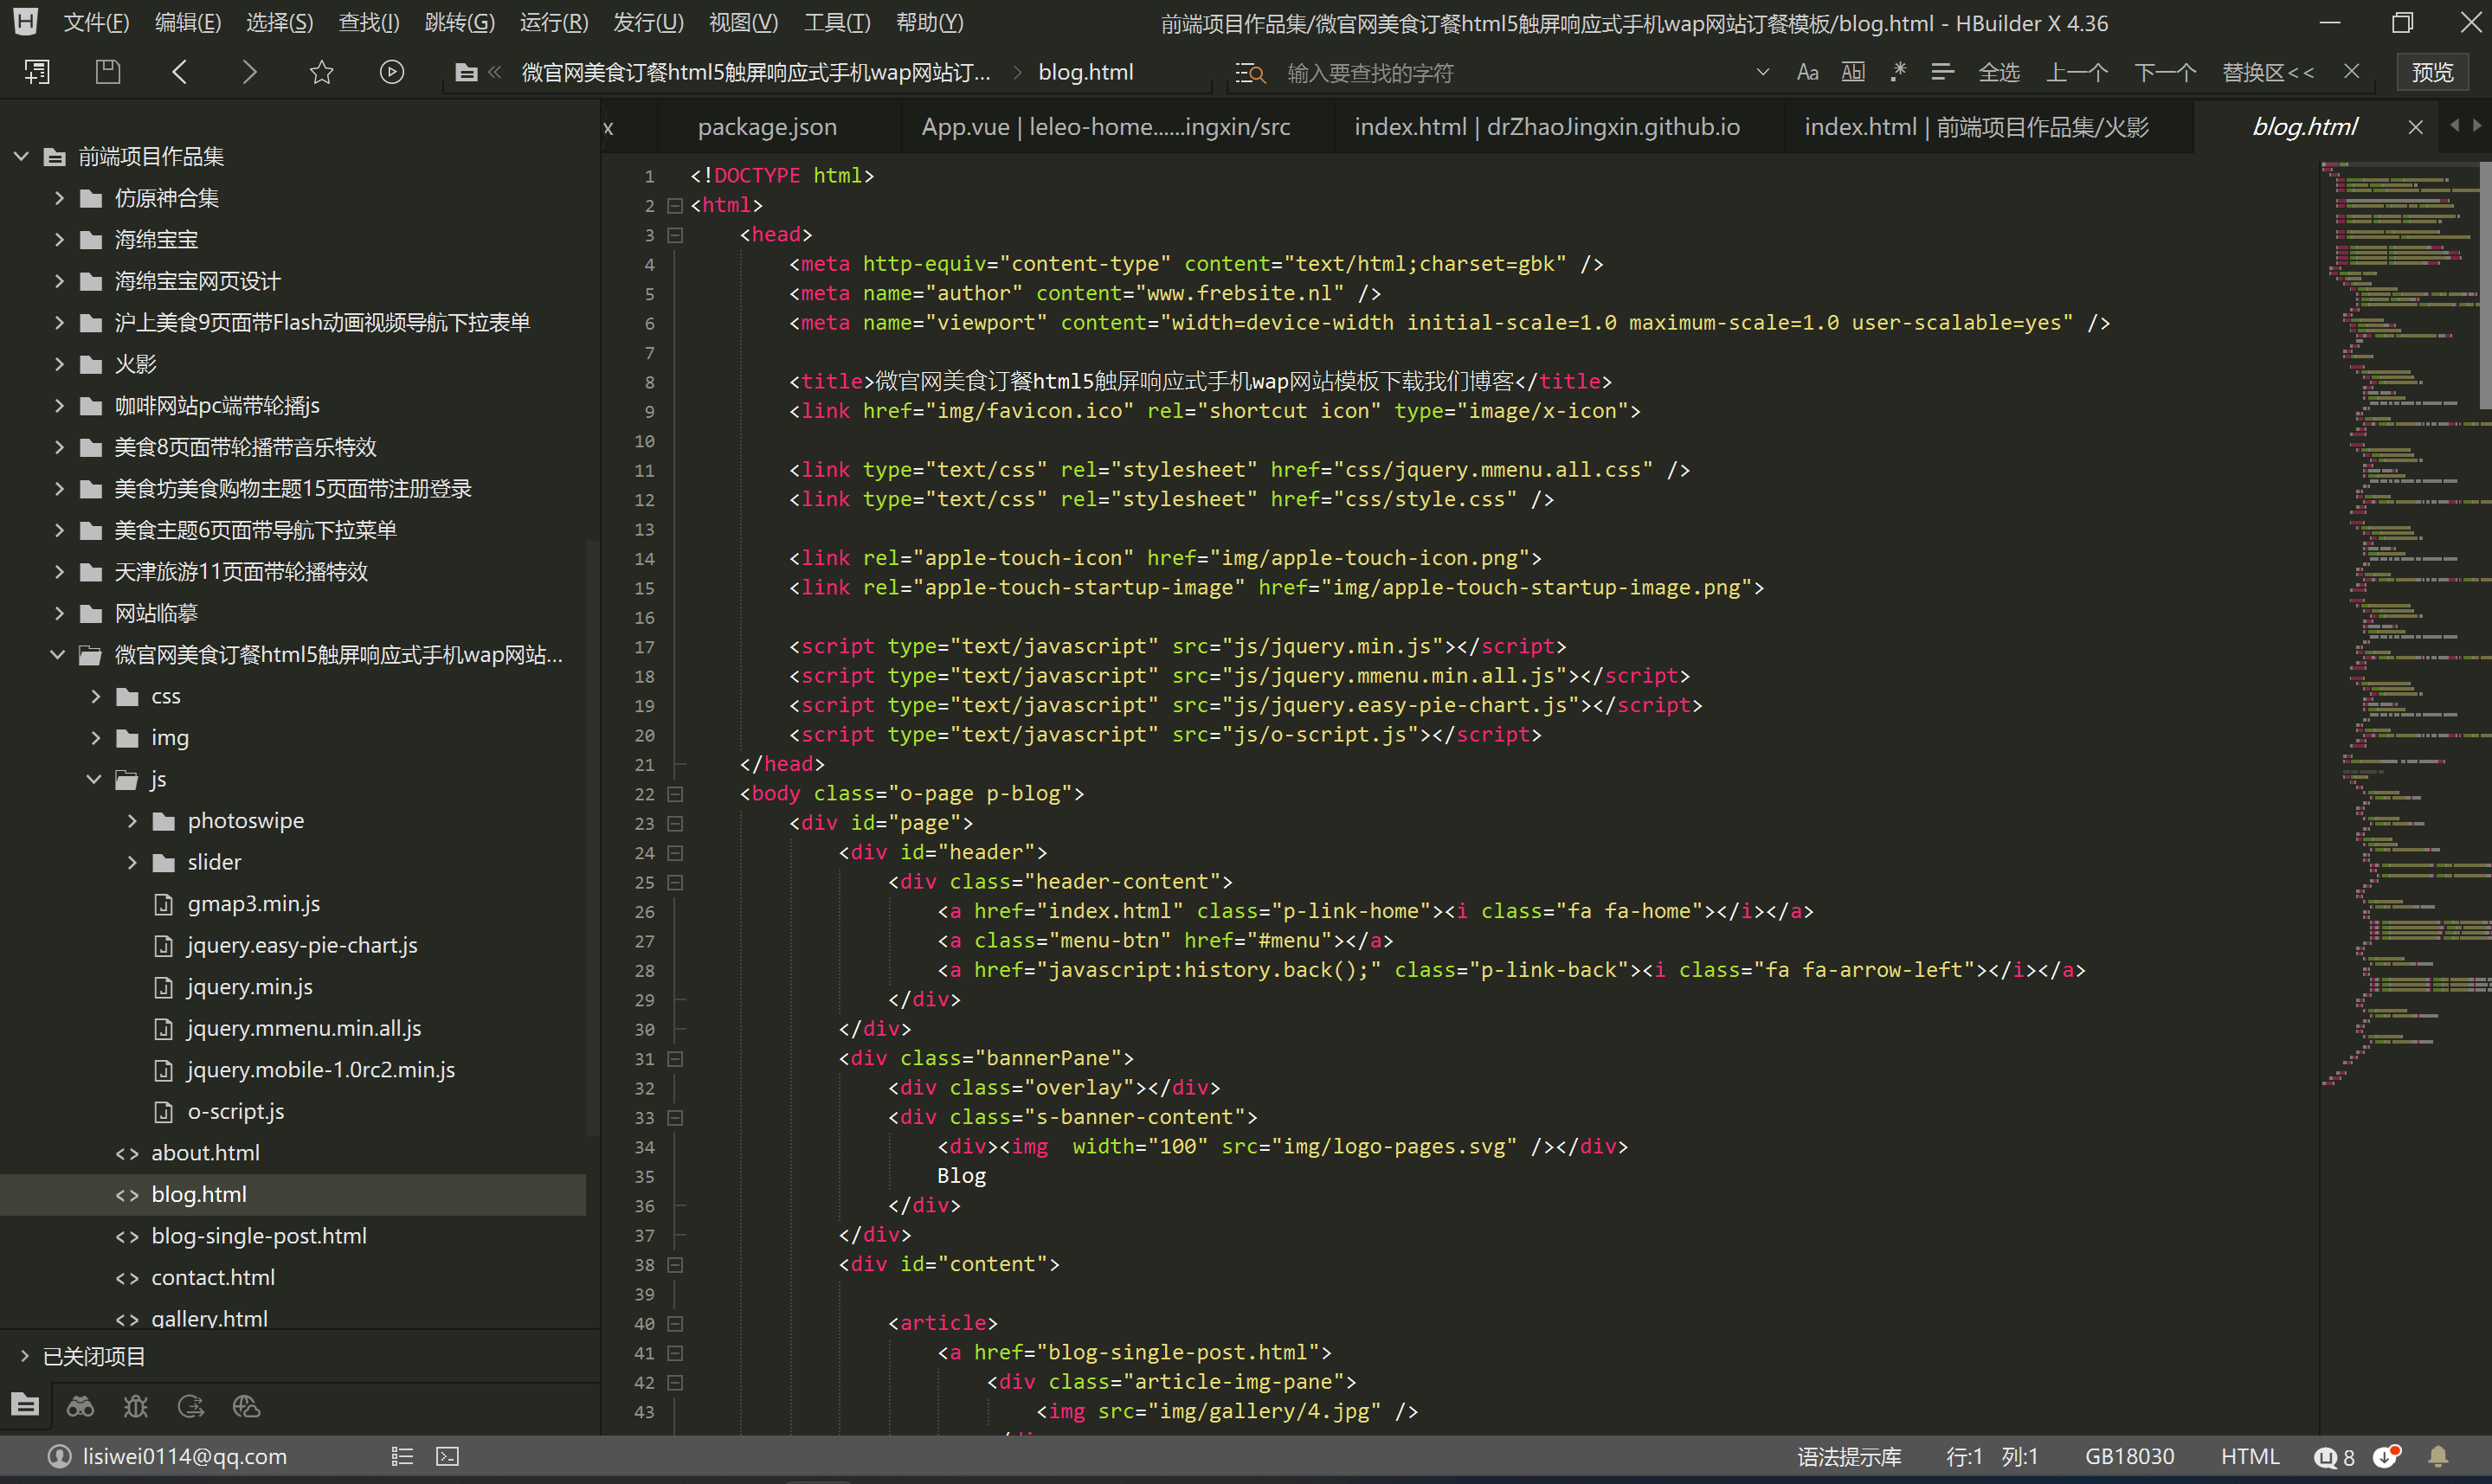 文件(F) 编辑(E) 选择(S) 查找(I) 跳转(G) 运行(R) 发行(U) 视图(V) 工具(T) 帮助(Y) 前端项目作品集/微官网美食订餐html5触屏响应式手机wap网站订餐模板/blog.html - HBuilder X 4.36
微官网美食订餐html5触屏响应式手机wap网站订... > blog.html 输入要查找的字符 Aa Ab| .* 全选 上一个 下一个 替换区<< 预览
x package.json App.vue | leleo-home......ingxin/src index.html | drZhaoJingxin.github.io index.html | 前端项目作品集/火影 blog.html
前端项目作品集
仿原神合集
海绵宝宝
海绵宝宝网页设计
沪上美食9页面带Flash动画视频导航下拉表单
火影
咖啡网站pc端带轮播js
美食8页面带轮播带音乐特效
美食坊美食购物主题15页面带注册登录
美食主题6页面带导航下拉菜单
天津旅游11页面带轮播特效
网站临摹
微官网美食订餐html5触屏响应式手机wap网站...
css
img
js
photoswipe
slider
gmap3.min.js
jquery.easy-pie-chart.js
jquery.min.js
jquery.mmenu.min.all.js
jquery.mobile-1.0rc2.min.js
o-script.js
about.html
blog.html
blog-single-post.html
contact.html
gallery.html
已关闭项目
1 <!DOCTYPE html>
2 <html>
3 <head>
4 <meta http-equiv="content-type" content="text/html;charset=gbk" />
5 <meta name="author" content="www.frebsite.nl" />
6 <meta name="viewport" content="width=device-width initial-scale=1.0 maximum-scale=1.0 user-scalable=yes" />
7
8 <title>微官网美食订餐html5触屏响应式手机wap网站模板下载我们博客</title>
9 <link href="img/favicon.ico" rel="shortcut icon" type="image/x-icon">
10
11 <link type="text/css" rel="stylesheet" href="css/jquery.mmenu.all.css" />
12 <link type="text/css" rel="stylesheet" href="css/style.css" />
13
14 <link rel="apple-touch-icon" href="img/apple-touch-icon.png">
15 <link rel="apple-touch-startup-image" href="img/apple-touch-startup-image.png">
16
17 <script type="text/javascript" src="js/jquery.min.js"></script>
18 <script type="text/javascript" src="js/jquery.mmenu.min.all.js"></script>
19 <script type="text/javascript" src="js/jquery.easy-pie-chart.js"></script>
20 <script type="text/javascript" src="js/o-script.js"></script>
21 </head>
22 <body class="o-page p-blog">
23 <div id="page">
24 <div id="header">
25 <div class="header-content">
26 <a href="index.html" class="p-link-home"><i class="fa fa-home"></i></a>
27 <a class="menu-btn" href="#menu"></a>
28 <a href="javascript:history.back();" class="p-link-back"><i class="fa fa-arrow-left"></i></a>
29 </div>
30 </div>
31 <div class="bannerPane">
32 <div class="overlay"></div>
33 <div class="s-banner-content">
34 <div><img  width="100" src="img/logo-pages.svg" /></div>
35 Blog
36 </div>
37 </div>
38 <div id="content">
39
40 <article>
41 <a href="blog-single-post.html">
42 <div class="article-img-pane">
43 <img src="img/gallery/4.jpg" />
lisiwei0114@qq.com 语法提示库 行:1 列:1 GB18030 HTML 8